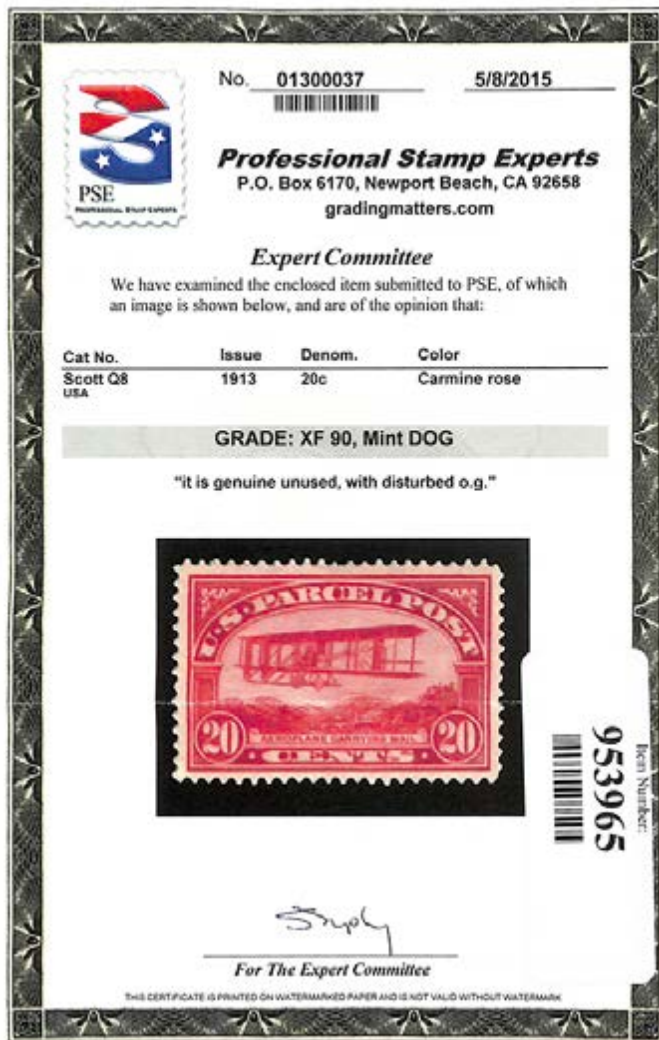 No. 01300037 5/8/2015
PSE
PROFESSIONAL STAMP EXPERTS
Professional Stamp Experts
P.O. Box 6170, Newport Beach, CA 92658
gradingmatters.com
Expert Committee
We have examined the enclosed item submitted to PSE, of which
an image is shown below, and are of the opinion that:
Cat No. Issue Denom. Color
Scott Q8 1913 20c Carmine rose
USA
GRADE: XF 90, Mint DOG
"it is genuine unused, with disturbed o.g."
U.S. PARCEL POST
20 AEROPLANE CARRYING MAIL 20
CENTS
Item Number:
953965
For The Expert Committee
THIS CERTIFICATE IS PRINTED ON WATERMARKED PAPER AND IS NOT VALID WITHOUT WATERMARK